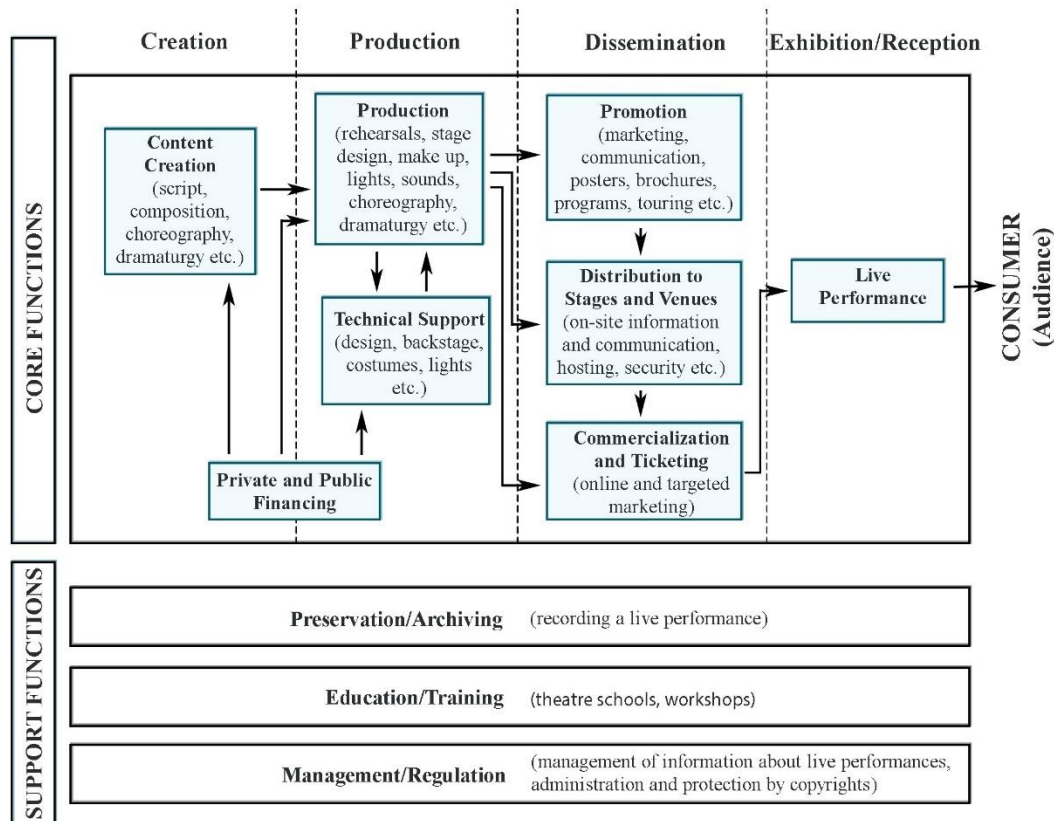 Creation
Production
Dissemination
Exhibition/Reception
CORE FUNCTIONS
Content
Creation
(script,
composition,
choreography,
dramaturgy etc.)
Production
(rehearsals, stage
design, make up,
lights, sounds,
choreography,
dramaturgy etc.)
Technical Support
(design, backstage,
costumes, lights
etc.)
Private and Public
Financing
Promotion
(marketing,
communication,
posters, brochures,
programs, touring etc.)
Distribution to
Stages and Venues
(on-site information
and communication,
hosting, security etc.)
Commercialization
and Ticketing
(online and targeted
marketing)
Live
Performance
CONSUMER
(Audience)
SUPPORT FUNCTIONS
Preservation/Archiving (recording a live performance)
Education/Training (theatre schools, workshops)
Management/Regulation (management of information about live performances,
administration and protection by copyrights)